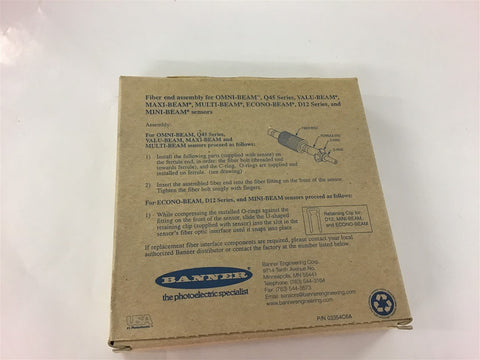 Fiber end assembly for OMNI-BEAM™, Q45 Series, VALU-BEAM®,
MAXI-BEAM®, MULTI-BEAM®, ECONO-BEAM®, D12 Series, and
MINI-BEAM® sensors
Assembly:
For OMNI-BEAM, Q45 Series,
VALU-BEAM, MAXI-BEAM and
MULTI-BEAM sensors proceed as follows:
1) Install the following parts (supplied with sensor) on
the ferrule end, in order: the fiber bolt (threaded end
towards ferrule), and the O-ring. O-rings are supplied
installed on ferrule. (see drawing)
2) Insert the assembled fiber end into the fiber fitting on the front of the sensor.
Tighten the fiber bolt simply with fingers.
For ECONO-BEAM, D12 Series, and MINI-BEAM sensors proceed as follows:
1) While compressing the installed O-rings against the
fitting on the front of the sensor, slide the U-shaped
retaining clip (supplied with sensor) into the slot in the
sensor's fiber optic interface until it snaps into place
Retaining Clip for
D12, MINI-BEAM,
and ECONO-BEAM
If replacement fiber interface components are required, please contact your local
authorized Banner distributor or contact the factory at the number listed below
BANNER
the photoelectric specialist
Banner Engineering Corp.
9714 Tenth Avenue No.
Minneapolis, MN 55441
Telephone: (763) 544-3164
Fax: (763) 544-3573
Email: sensors@bannerengineering.com
USA
P/N 03354C6A